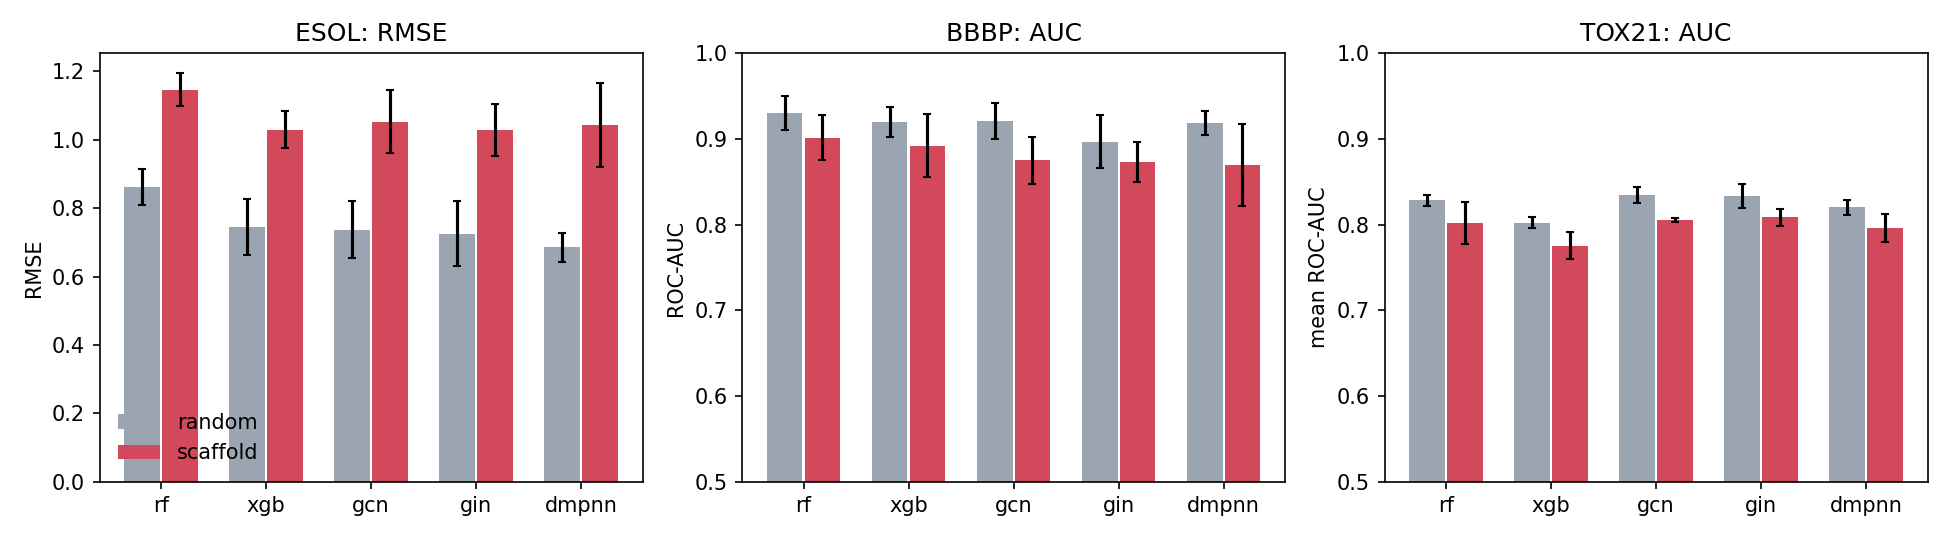 ESOL: RMSE
RMSE
1.2
1.0
0.8
0.6
0.4
0.2
0.0
random
scaffold
rf xgb gcn gin dmpnn
BBBP: AUC
ROC-AUC
1.0
0.9
0.8
0.7
0.6
0.5
rf xgb gcn gin dmpnn
TOX21: AUC
mean ROC-AUC
1.0
0.9
0.8
0.7
0.6
0.5
rf xgb gcn gin dmpnn